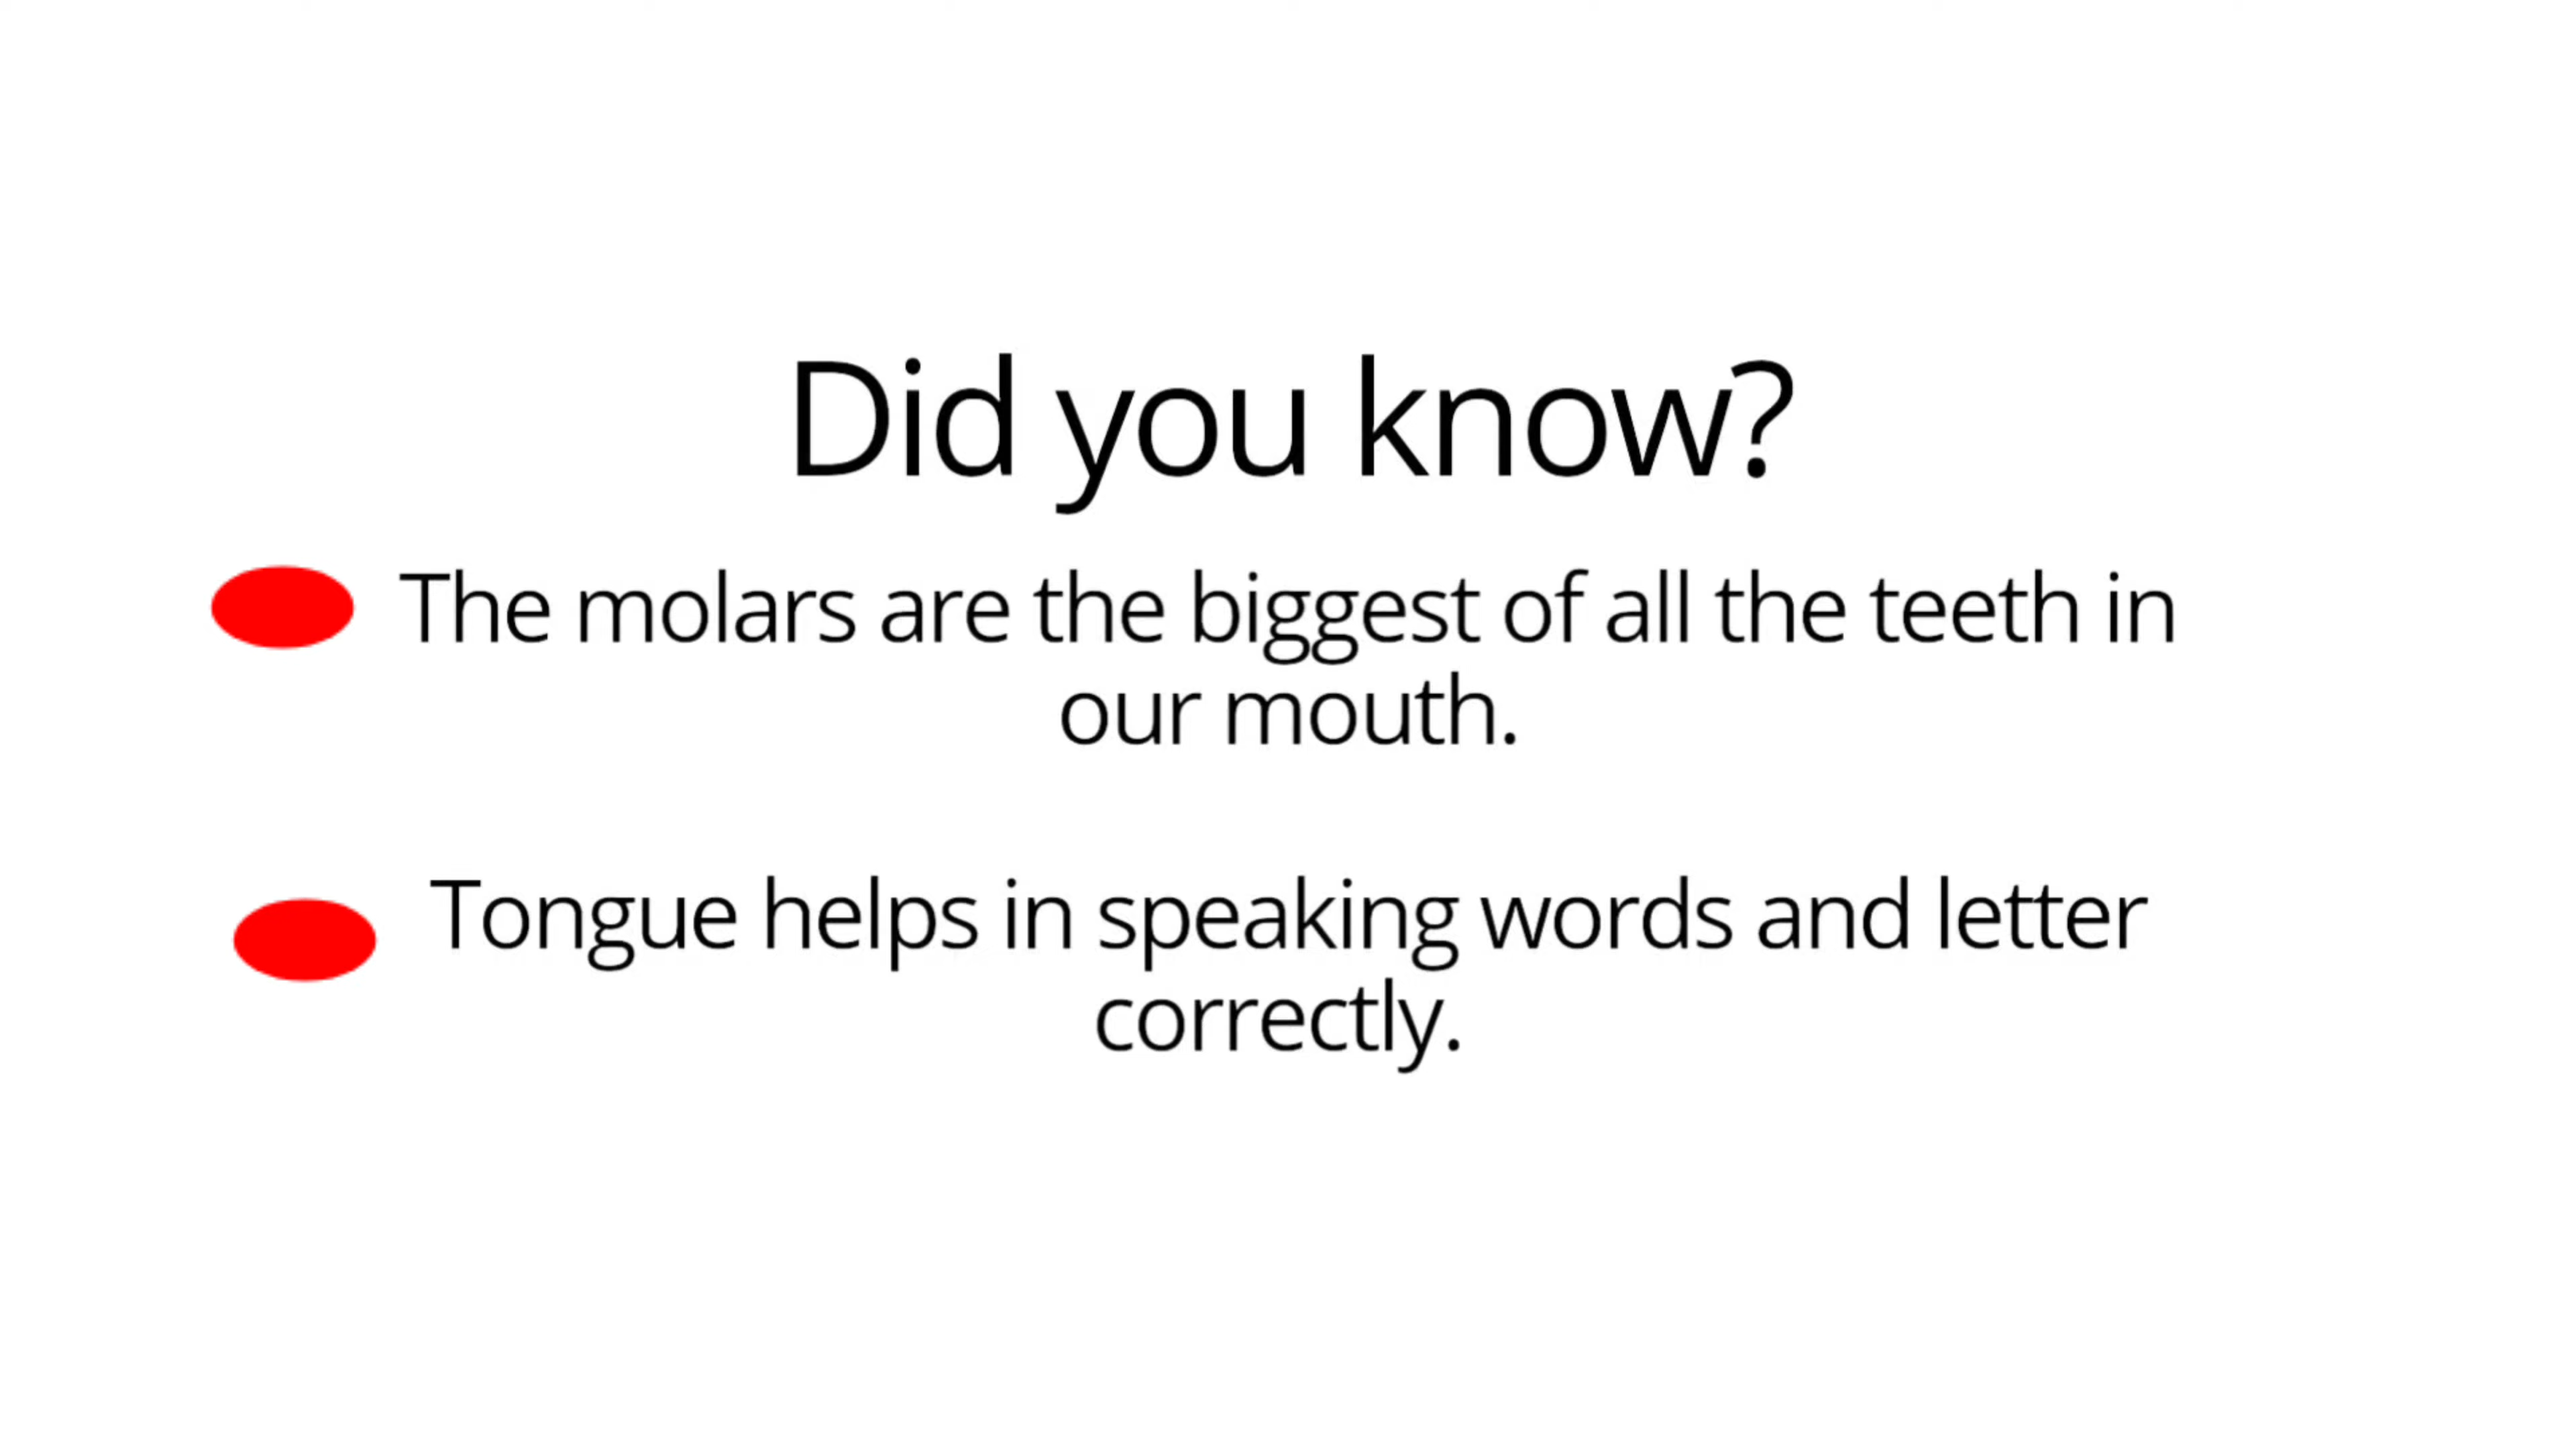 Did you know?
The molars are the biggest of all the teeth in
our mouth.
Tongue helps in speaking words and letter
correctly.